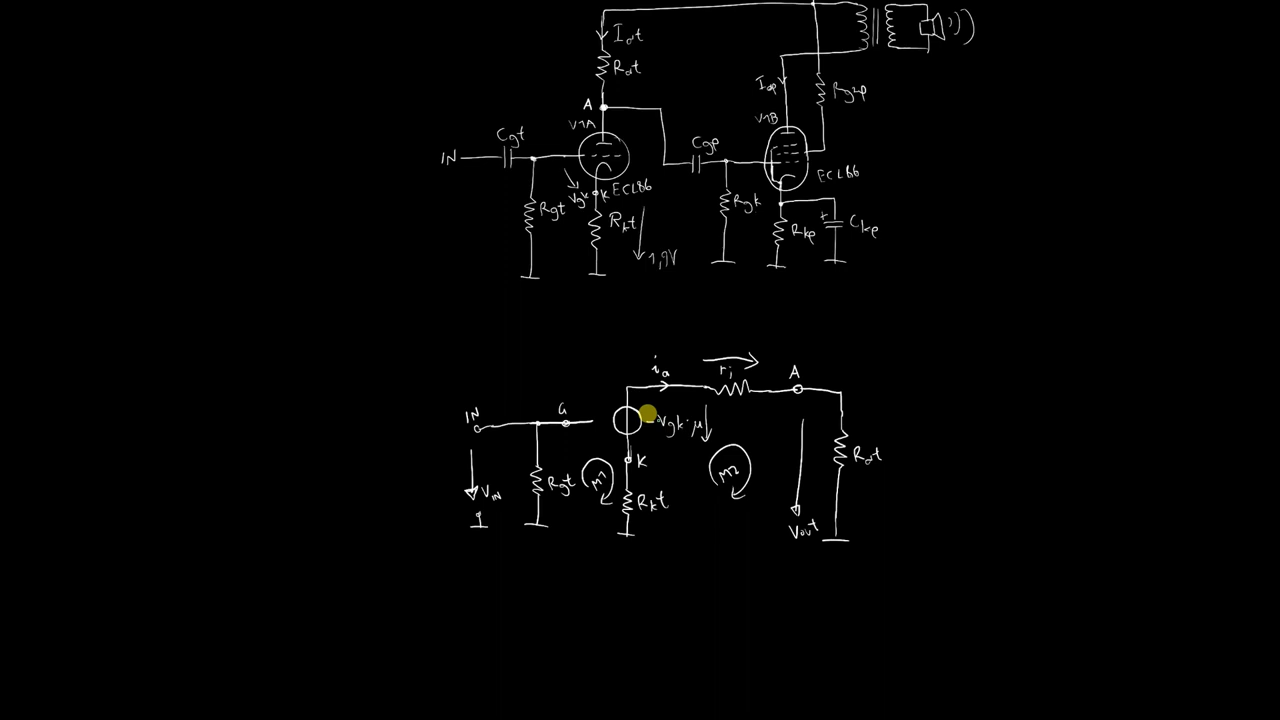 Iat
Rat
A
V1A
Iap
Rg2p
V1B
Cgt
IN
Cgp
ECL86
Vgk
K
ECL86
Rgt
Rkt
Rgk
Rkp
+
Ckp
1,9V
ia
ri
A
IN
G
-Vgk·μ
Rat
K
M1
M2
VIN
Rgt
Rkt
Vout